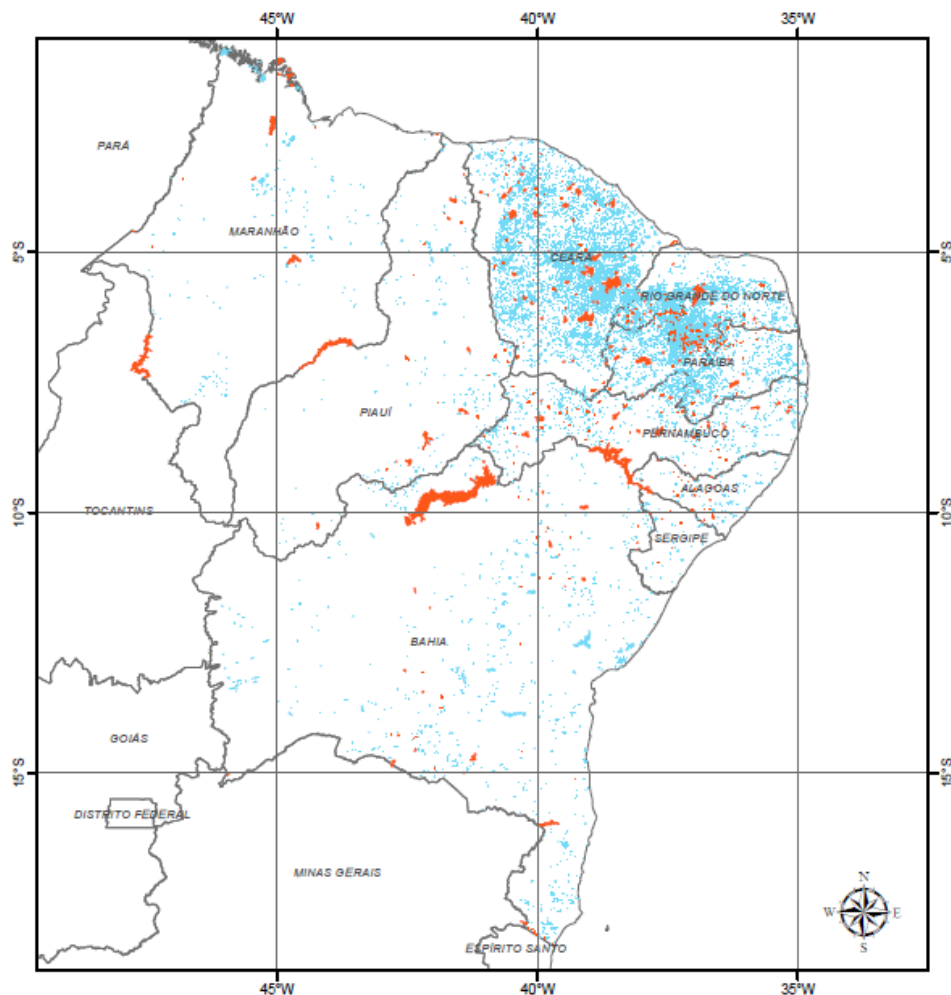 45°W 40°W 35°W
PARÁ
MARANHÃO
5°S 5°S
CEARÁ
RIO GRANDE DO NORTE
PARAÍBA
PIAUÍ
PERNAMBUCO
ALAGOAS
TOCANTINS
10°S 10°S
SERGIPE
BAHIA
GOIÁS
15°S 15°S
DISTRITO FEDERAL
MINAS GERAIS
N
W E
S
ESPÍRITO SANTO
45°W 40°W 35°W